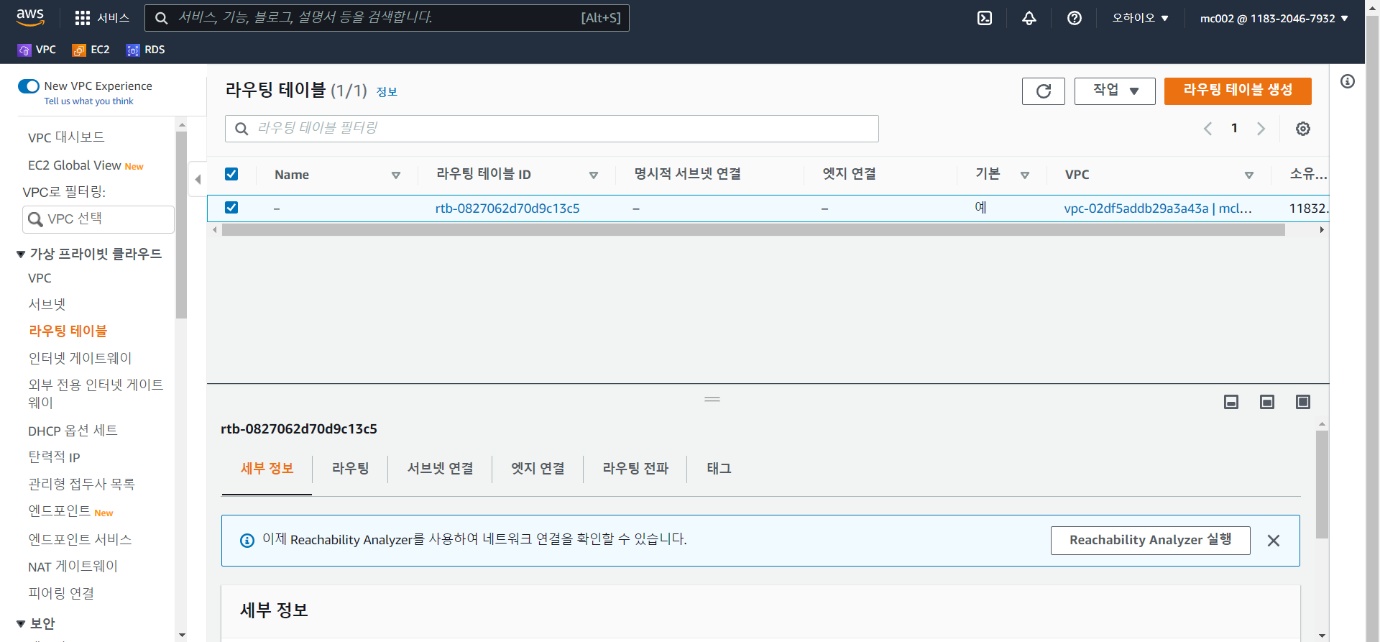 aws
서비스
서비스, 기능, 블로그, 설명서 등을 검색합니다.
[Alt+S]
오하이오 ▼
mc002 @ 1183-2046-7932 ▼
VPC
EC2
RDS
New VPC Experience
Tell us what you think
VPC 대시보드
EC2 Global View New
VPC로 필터링:
VPC 선택
▼ 가상 프라이빗 클라우드
VPC
서브넷
라우팅 테이블
인터넷 게이트웨이
외부 전용 인터넷 게이트
웨이
DHCP 옵션 세트
탄력적 IP
관리형 접두사 목록
엔드포인트 New
엔드포인트 서비스
NAT 게이트웨이
피어링 연결
▼ 보안
라우팅 테이블 (1/1) 정보
작업 ▼
라우팅 테이블 생성
라우팅 테이블 필터링
1
Name
라우팅 테이블 ID
명시적 서브넷 연결
엣지 연결
기본
VPC
소유...
–
rtb-0827062d70d9c13c5
–
–
예
vpc-02df5addb29a3a43a | mcl...
11832.
rtb-0827062d70d9c13c5
세부 정보
라우팅
서브넷 연결
엣지 연결
라우팅 전파
태그
이제 Reachability Analyzer를 사용하여 네트워크 연결을 확인할 수 있습니다.
Reachability Analyzer 실행
세부 정보